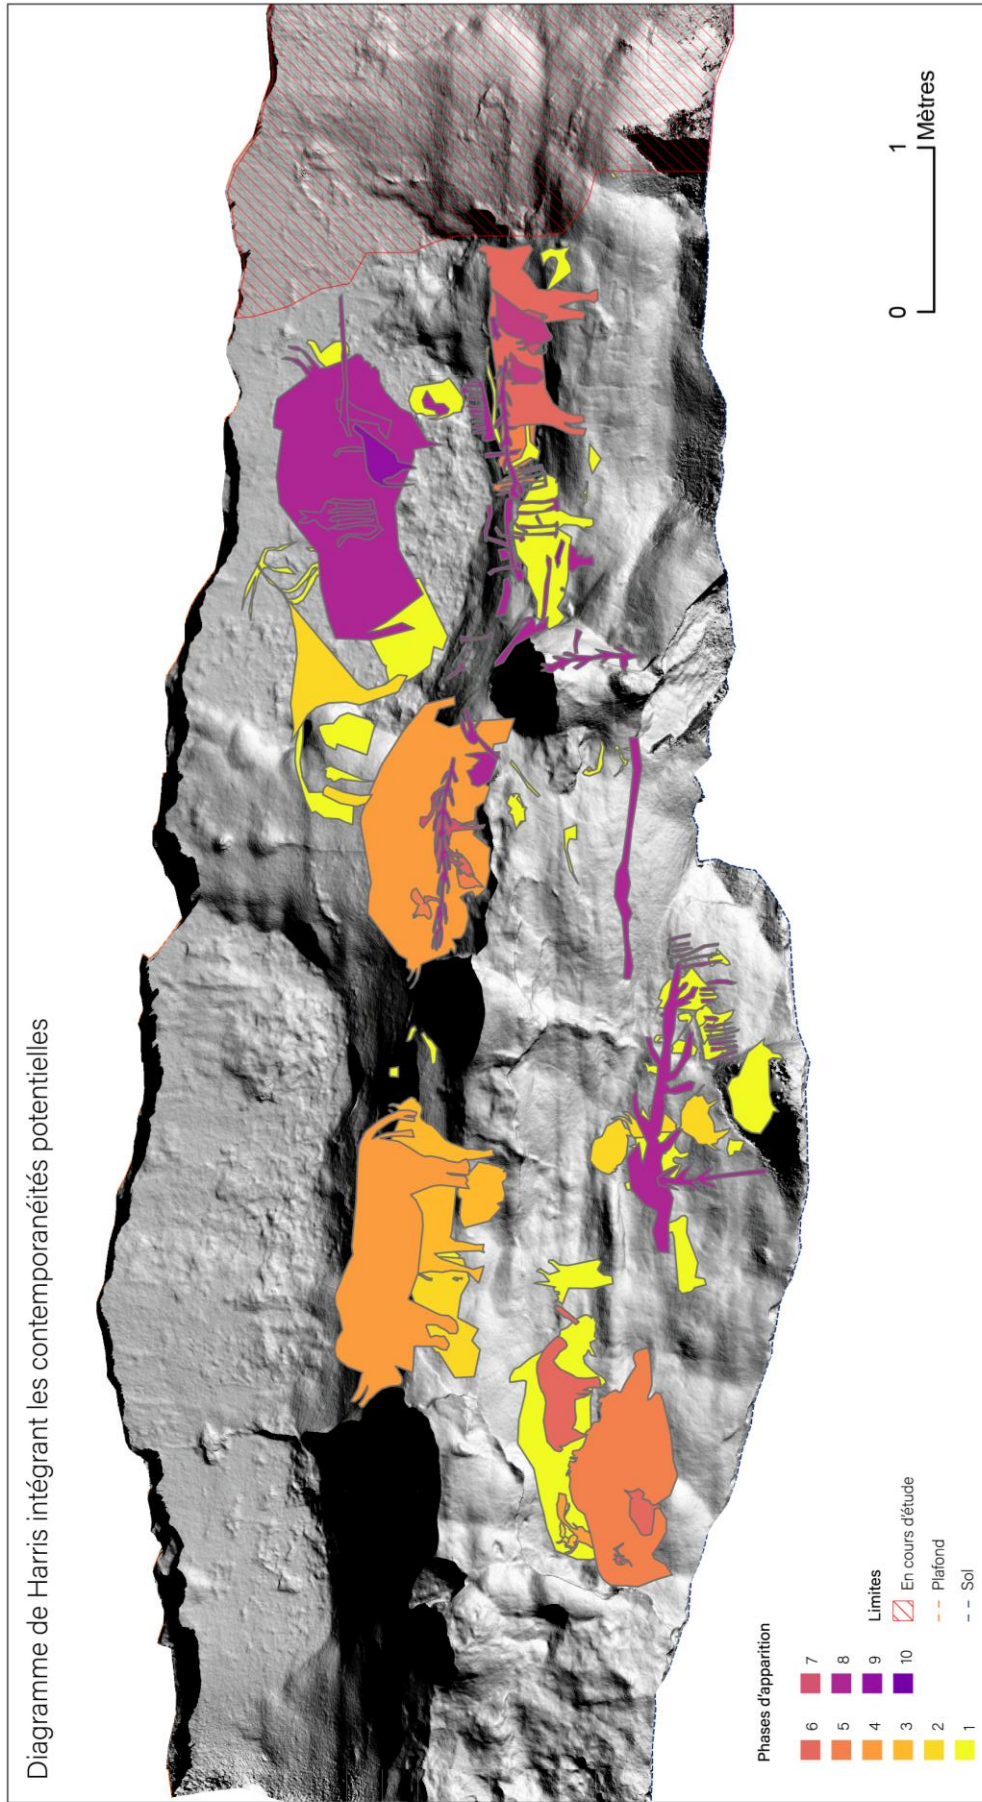 Diagramme de Harris intégrant les contemporanéités potentielles
0 1
Mètres
Phases d'apparition
6 7
5 8
4 9
3 10
2
1
Limites
En cours d'étude
Plafond
Sol